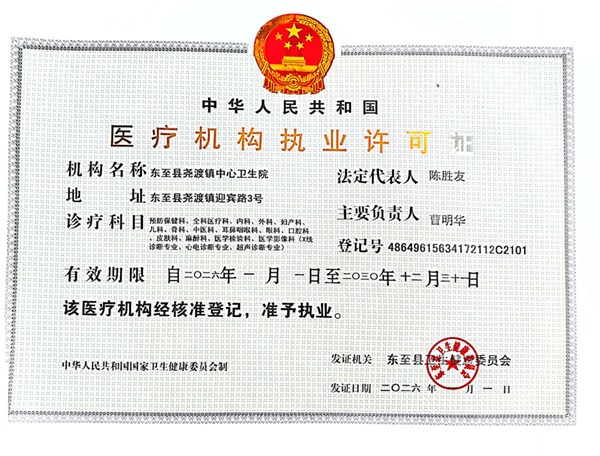 中华人民共和国
医疗机构执业许可证
机构名称 东至县尧渡镇中心卫生院
地 址 东至县尧渡镇迎宾路3号
诊疗科目 预防保健科、全科医疗科、内科、外科、妇产科、
儿科、骨科、中医科、耳鼻咽喉科、眼科、口腔科
、皮肤科、麻醉科、医学检验科、医学影像科（X线
诊断专业、心电诊断专业、超声诊断专业）
法定代表人 陈胜友
主要负责人 曹明华
登记号 48649615634172112C2101
有效期限 自二〇二六年 一 月 一 日至二〇三〇年 十二 月 三十一日
该医疗机构经核准登记，准予执业。
中华人民共和国国家卫生健康委员会制
发证机关 东至县卫生健康委员会
发证日期 二〇二六 年 一 月 一 日